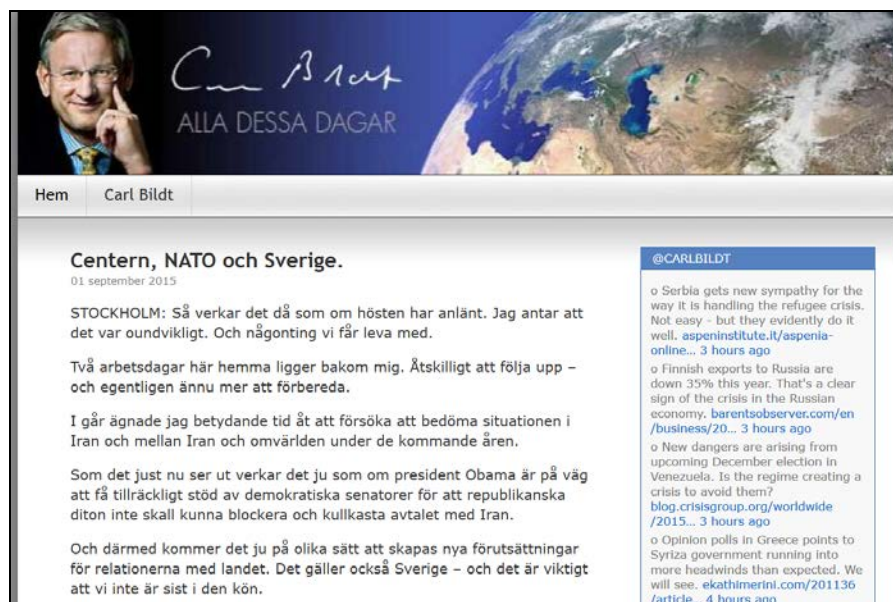 Carl Bildt
ALLA DESSA DAGAR
Hem
Carl Bildt
Centern, NATO och Sverige.
01 september 2015
STOCKHOLM: Så verkar det då som om hösten har anlänt. Jag antar att
det var oundvikligt. Och någonting vi får leva med.
Två arbetsdagar här hemma ligger bakom mig. Åtskilligt att följa upp –
och egentligen ännu mer att förbereda.
I går ägnade jag betydande tid åt att försöka att bedöma situationen i
Iran och mellan Iran och omvärlden under de kommande åren.
Som det just nu ser ut verkar det ju som om president Obama är på väg
att få tillräckligt stöd av demokratiska senatorer för att republikanska
diton inte skall kunna blockera och kullkasta avtalet med Iran.
Och därmed kommer det ju på olika sätt att skapas nya förutsättningar
för relationerna med landet. Det gäller också Sverige – och det är viktigt
att vi inte är sist i den kön.
@CARLBILDT
o Serbia gets new sympathy for the
way it is handling the refugee crisis.
Not easy - but they evidently do it
well. aspeninstitute.it/aspenia-
online... 3 hours ago
o Finnish exports to Russia are
down 35% this year. That's a clear
sign of the crisis in the Russian
economy. barentsobserver.com/en
/business/20... 3 hours ago
o New dangers are arising from
upcoming December election in
Venezuela. Is the regime creating a
crisis to avoid them?
blog.crisisgroup.org/worldwide
/2015... 3 hours ago
o Opinion polls in Greece points to
Syriza government running into
more headwinds than expected. We
will see. ekathimerini.com/201136
/article... 4 hours ago